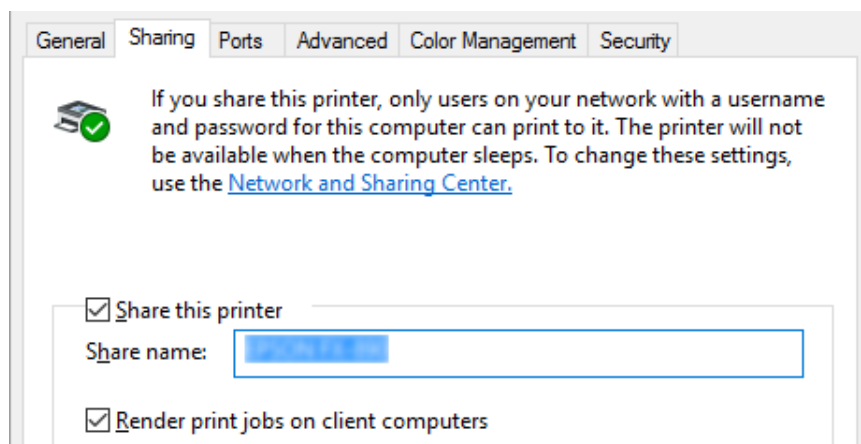 General Sharing Ports Advanced Color Management Security
If you share this printer, only users on your network with a username
and password for this computer can print to it. The printer will not
be available when the computer sleeps. To change these settings,
use the Network and Sharing Center.
Share this printer
Share name:
Render print jobs on client computers